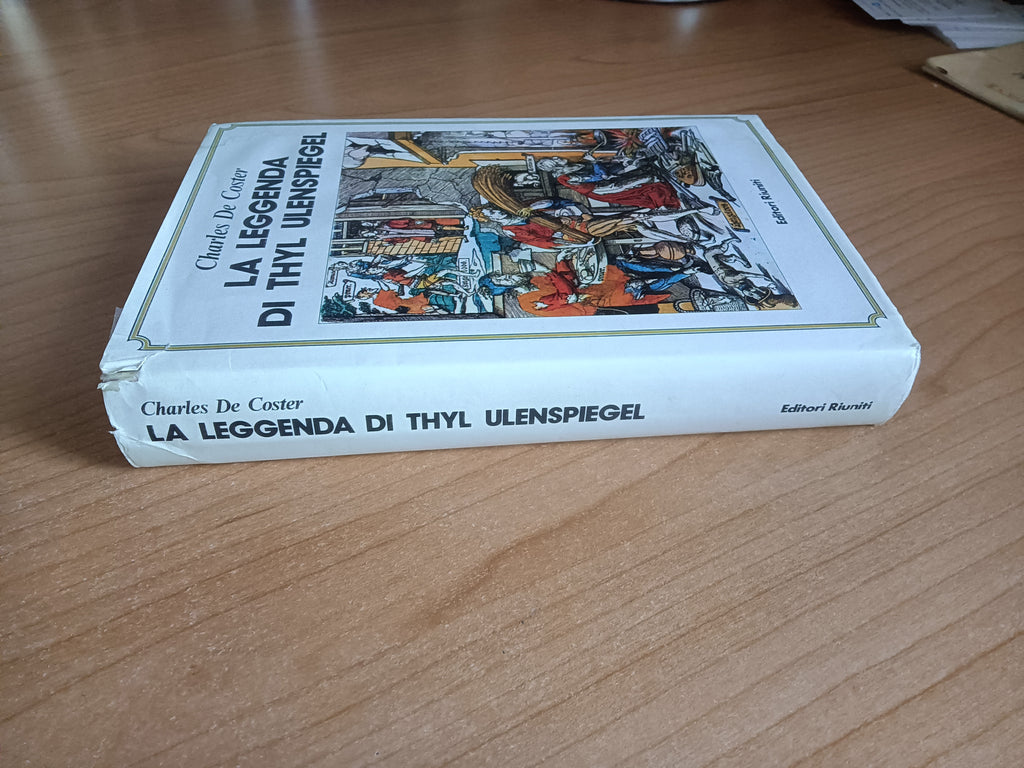 Charles De Coster
LA LEGGENDA
DI THYL ULENSPIEGEL
Editori Riuniti
Charles De Coster
LA LEGGENDA DI THYL ULENSPIEGEL
Editori Riuniti